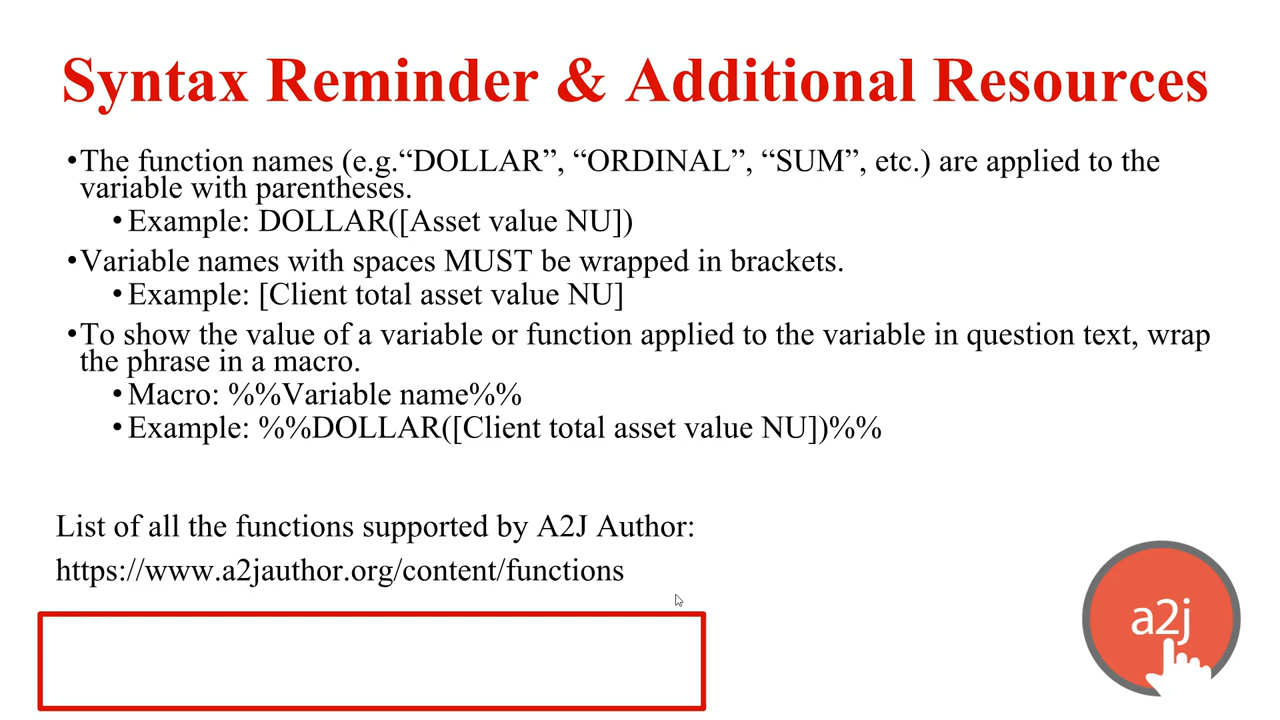 Syntax Reminder & Additional Resources
•The function names (e.g.“DOLLAR”, “ORDINAL”, “SUM”, etc.) are applied to the
variable with parentheses.
•Example: DOLLAR([Asset value NU])
•Variable names with spaces MUST be wrapped in brackets.
•Example: [Client total asset value NU]
•To show the value of a variable or function applied to the variable in question text, wrap
the phrase in a macro.
•Macro: %%Variable name%%
•Example: %%DOLLAR([Client total asset value NU])%%
List of all the functions supported by A2J Author:
https://www.a2jauthor.org/content/functions
a2j